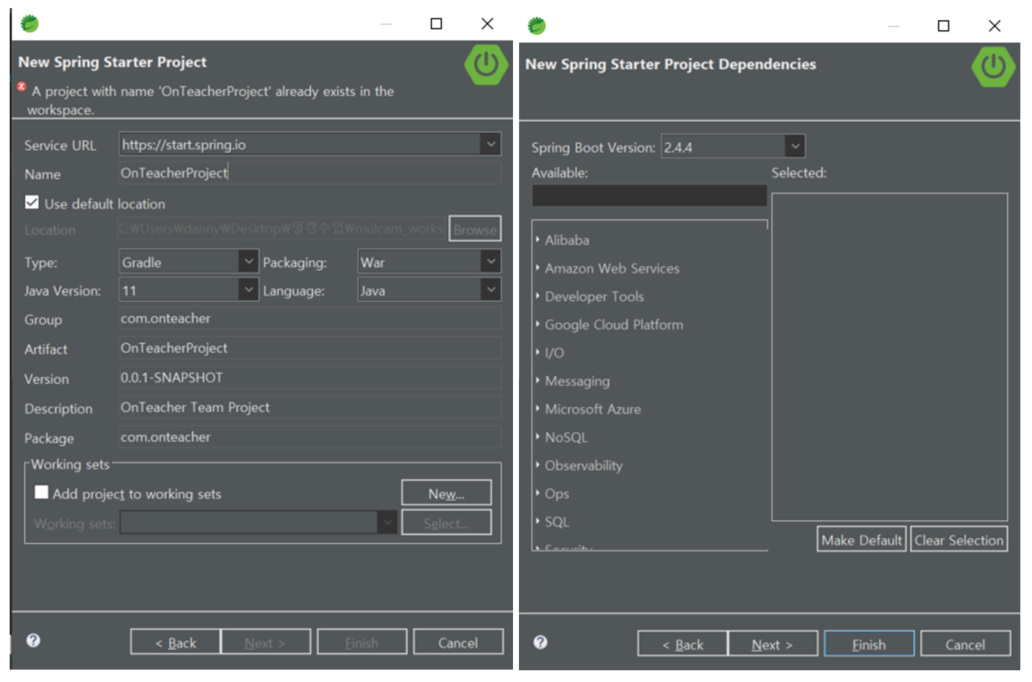 New Spring Starter Project
A project with name 'OnTeacherProject' already exists in the
workspace.
Service URL https://start.spring.io
Name OnTeacherProject
Use default location
Location C:₩Users₩danny₩Desktop₩멀캠수업₩mulcam_works Browse
Type: Gradle Packaging: War
Java Version: 11 Language: Java
Group com.onteacher
Artifact OnTeacherProject
Version 0.0.1-SNAPSHOT
Description OnTeacher Team Project
Package com.onteacher
Working sets
Add project to working sets New...
Working sets: Select...
? < Back Next > Finish Cancel
New Spring Starter Project Dependencies
Spring Boot Version: 2.4.4
Available: Selected:
Alibaba
Amazon Web Services
Developer Tools
Google Cloud Platform
I/O
Messaging
Microsoft Azure
NoSQL
Observability
Ops
SQL
Security
Make Default Clear Selection
? < Back Next > Finish Cancel